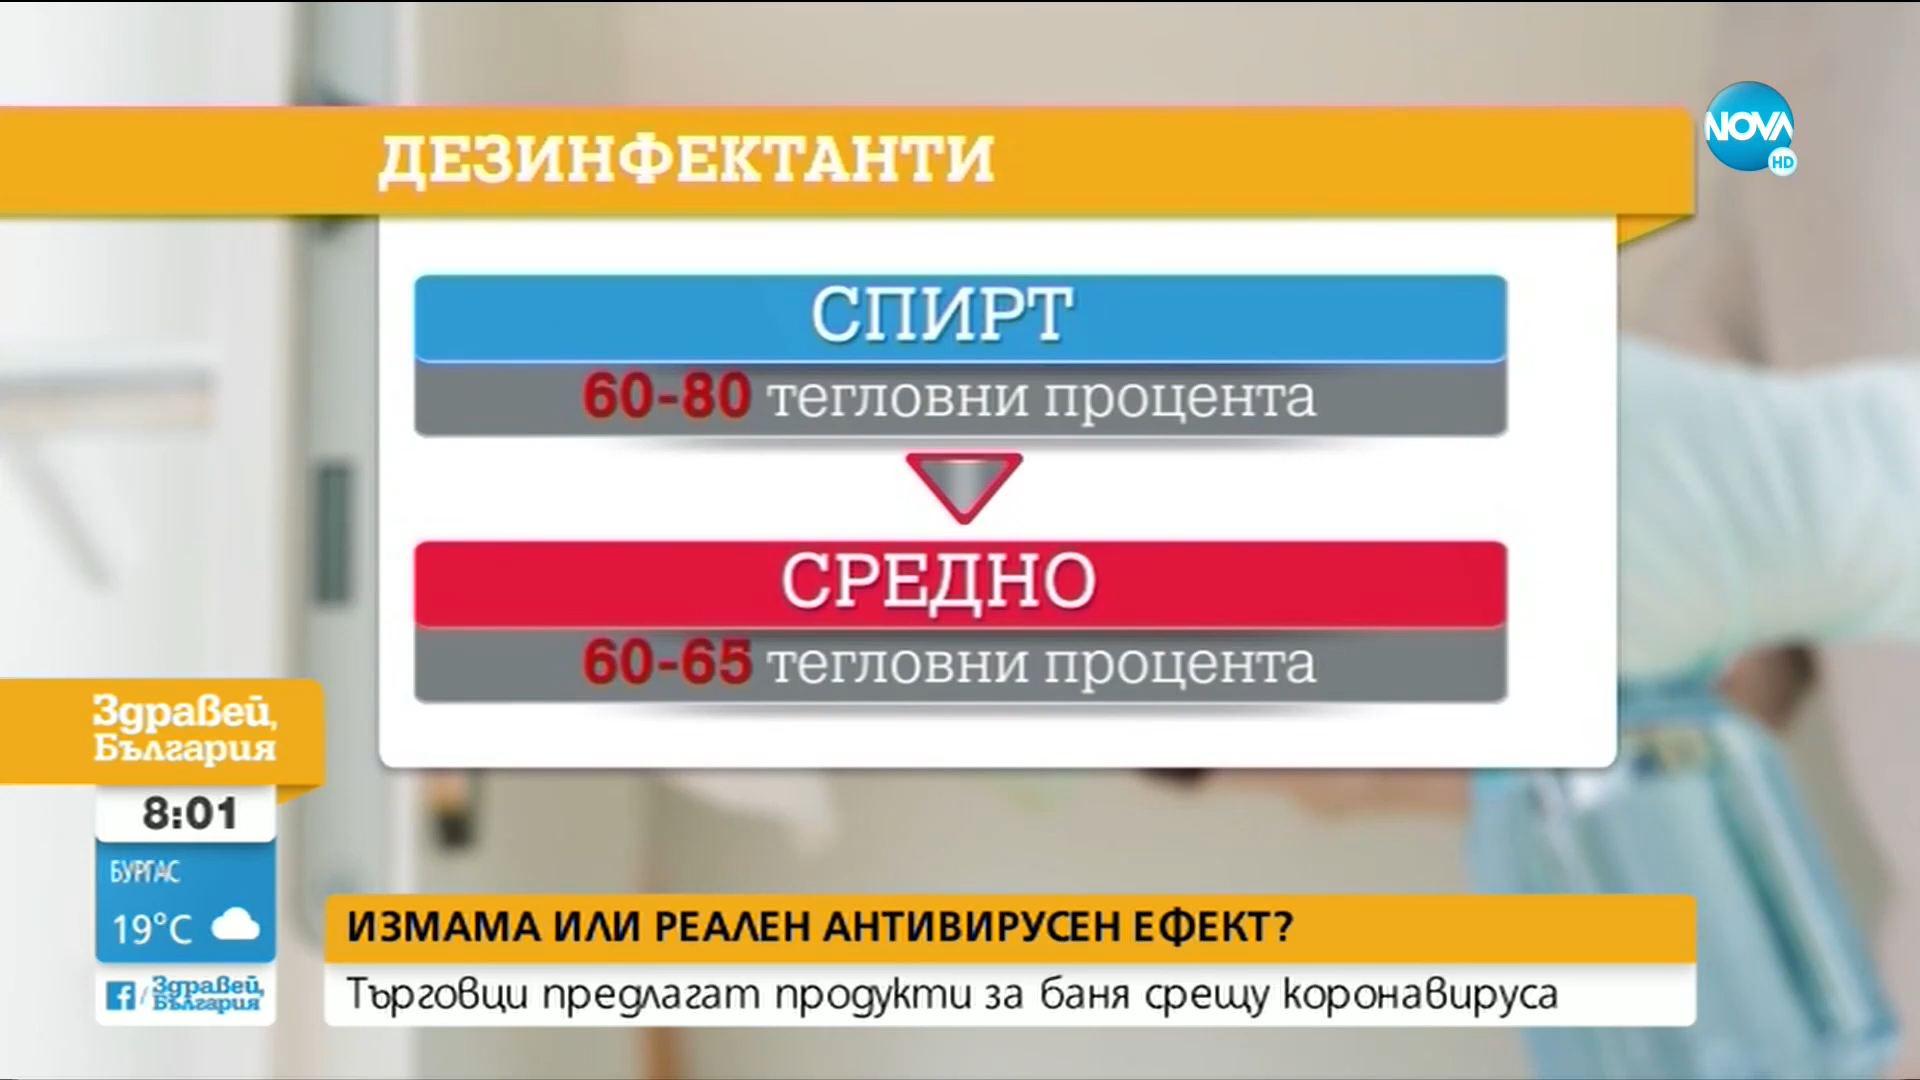 ДЕЗИНФЕКТАНТИ
NOVA
HD
СПИРТ
60-80 тегловни процента
СРЕДНО
60-65 тегловни процента
Здравей,
България
8:01
БУРГАС
19°C
f/Здравей,
България
ИЗМАМА ИЛИ РЕАЛЕН АНТИВИРУСЕН ЕФЕКТ?
Търговци предлагат продукти за баня срещу коронавируса